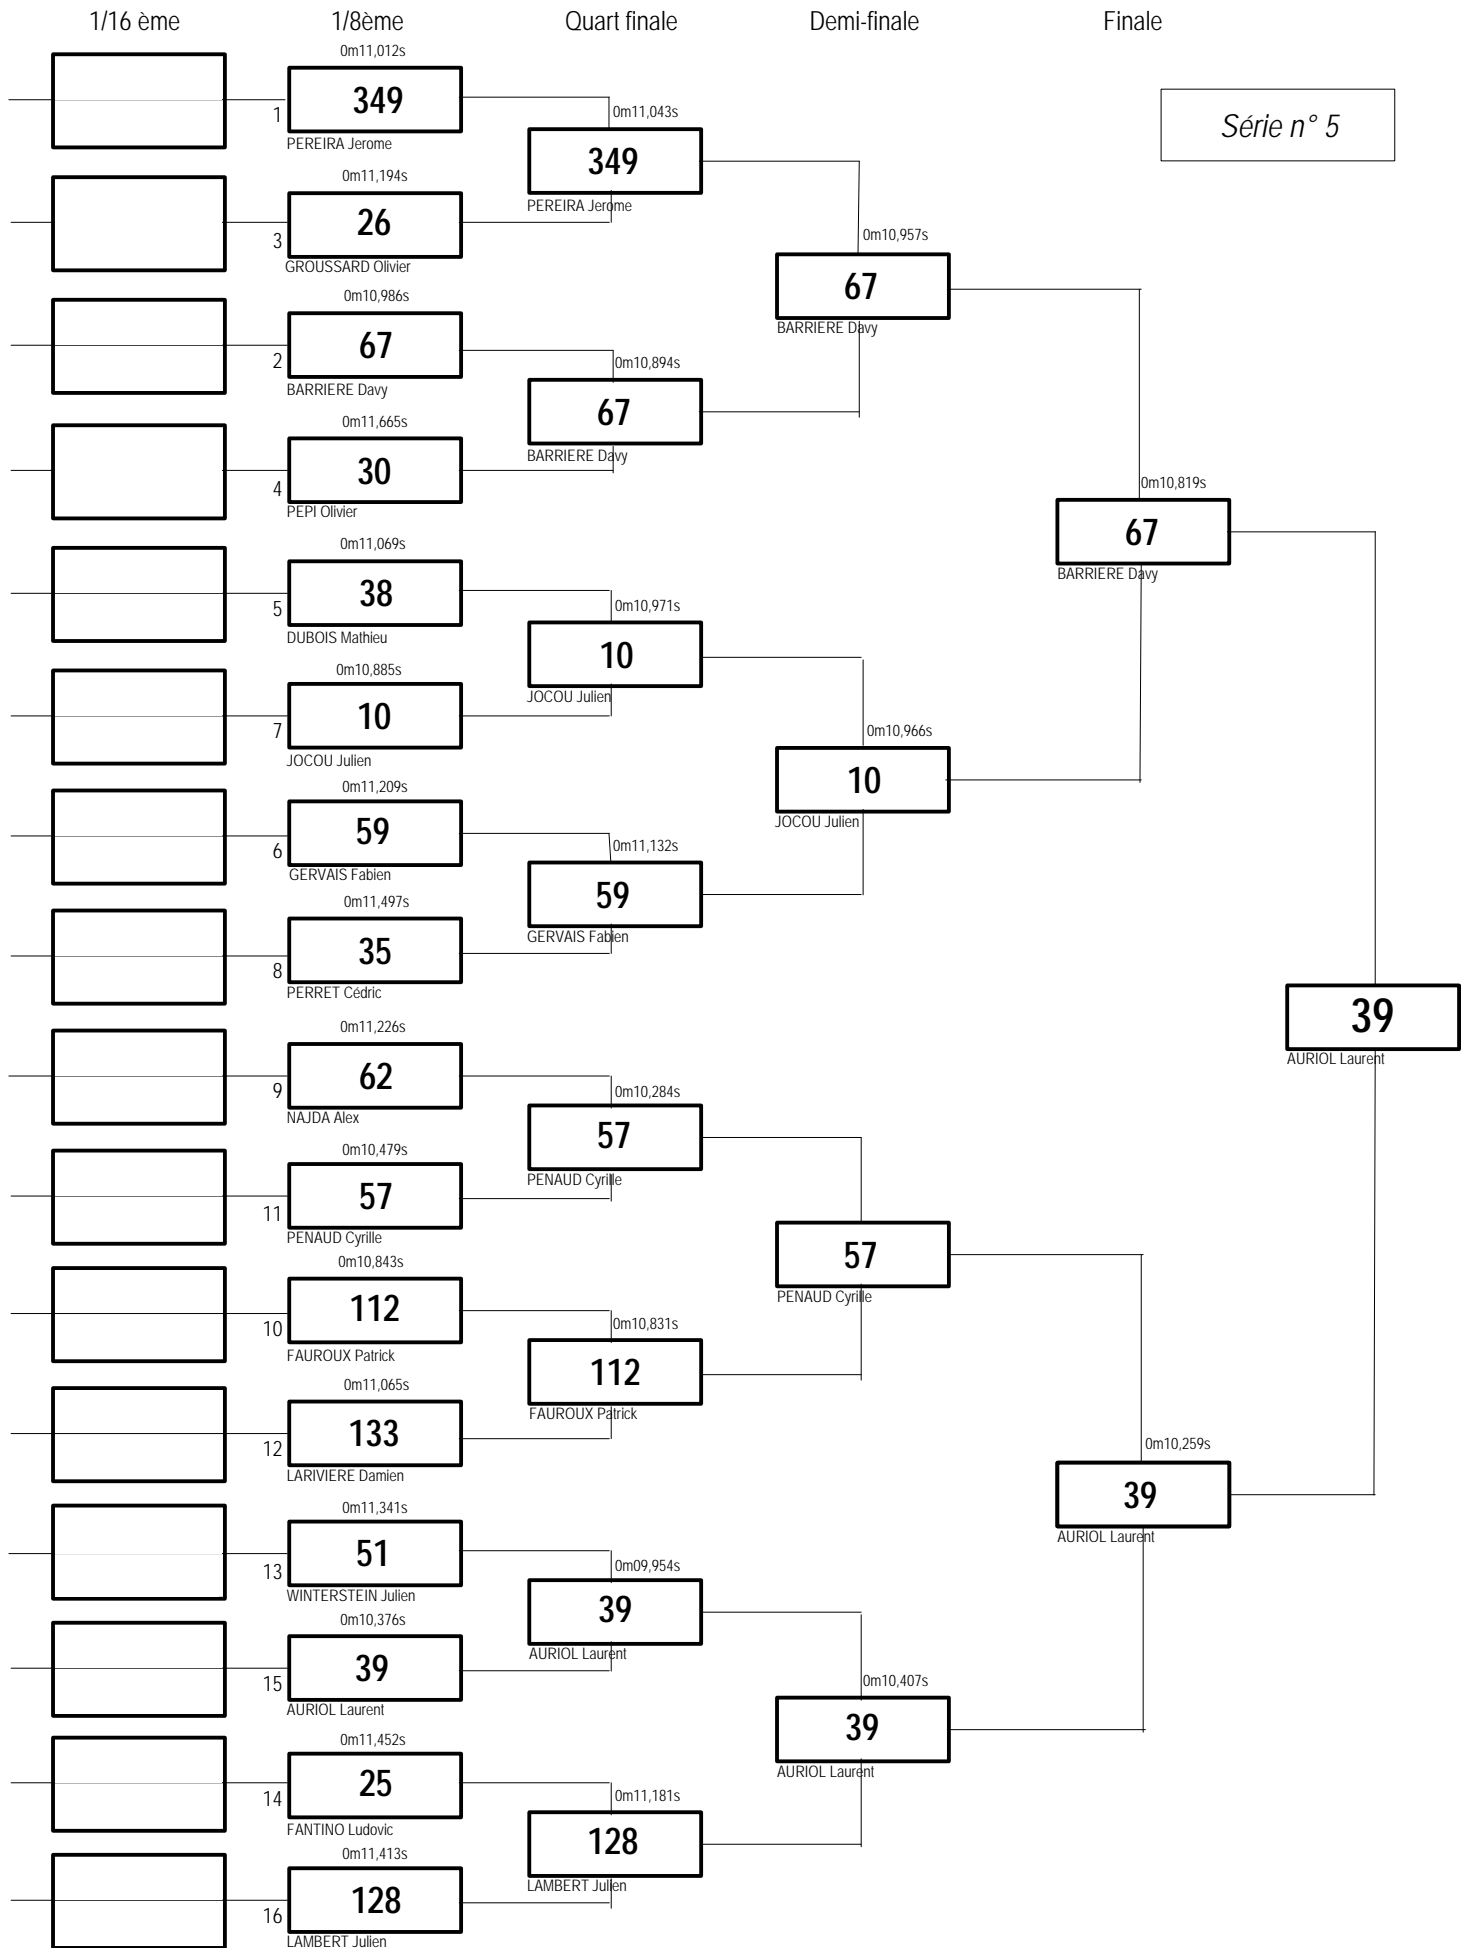 1/16 ème 1/8ème Quart finale Demi-finale Finale
Série n° 5
0m11,012s
1 349
PEREIRA Jerome
0m11,043s
349
PEREIRA Jerome
0m11,194s
3 26
GROUSSARD Olivier
0m10,957s
67
BARRIERE Davy
0m10,986s
2 67
BARRIERE Davy
0m10,894s
67
BARRIERE Davy
0m11,665s
4 30
PEPI Olivier
0m10,819s
67
BARRIERE Davy
0m11,069s
5 38
DUBOIS Mathieu
0m10,971s
10
JOCOU Julien
0m10,885s
7 10
JOCOU Julien
0m10,966s
10
JOCOU Julien
0m11,209s
6 59
GERVAIS Fabien
0m11,132s
59
GERVAIS Fabien
0m11,497s
8 35
PERRET Cédric
39
AURIOL Laurent
0m11,226s
9 62
NAJDA Alex
0m10,284s
57
PENAUD Cyrille
0m10,479s
11 57
PENAUD Cyrille
57
PENAUD Cyrille
0m10,843s
10 112
FAUROUX Patrick
0m10,831s
112
FAUROUX Patrick
0m11,065s
12 133
LARIVIERE Damien
0m10,259s
39
AURIOL Laurent
0m11,341s
13 51
WINTERSTEIN Julien
0m09,954s
39
AURIOL Laurent
0m10,376s
15 39
AURIOL Laurent
0m10,407s
39
AURIOL Laurent
0m11,452s
14 25
FANTINO Ludovic
0m11,181s
128
LAMBERT Julien
0m11,413s
16 128
LAMBERT Julien